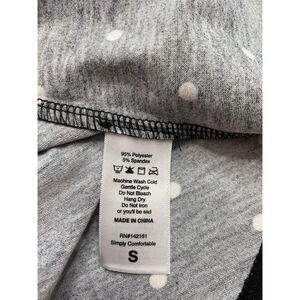 95% Polyester
5% Spandex
Machine Wash Cold
Gentle Cycle
Do Not Bleach
Hang Dry
Do Not Iron
or you'll be sad
MADE IN CHINA
RN#142161
Simply Comfortable
S